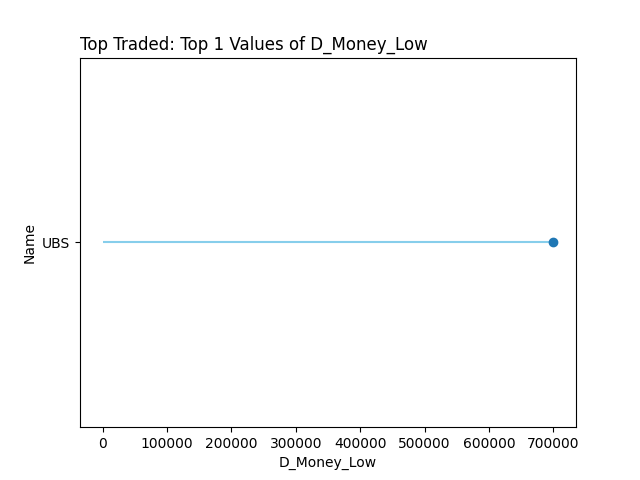 Top Traded: Top 1 Values of D_Money_Low
Name
UBS
0 100000 200000 300000 400000 500000 600000 700000
D_Money_Low